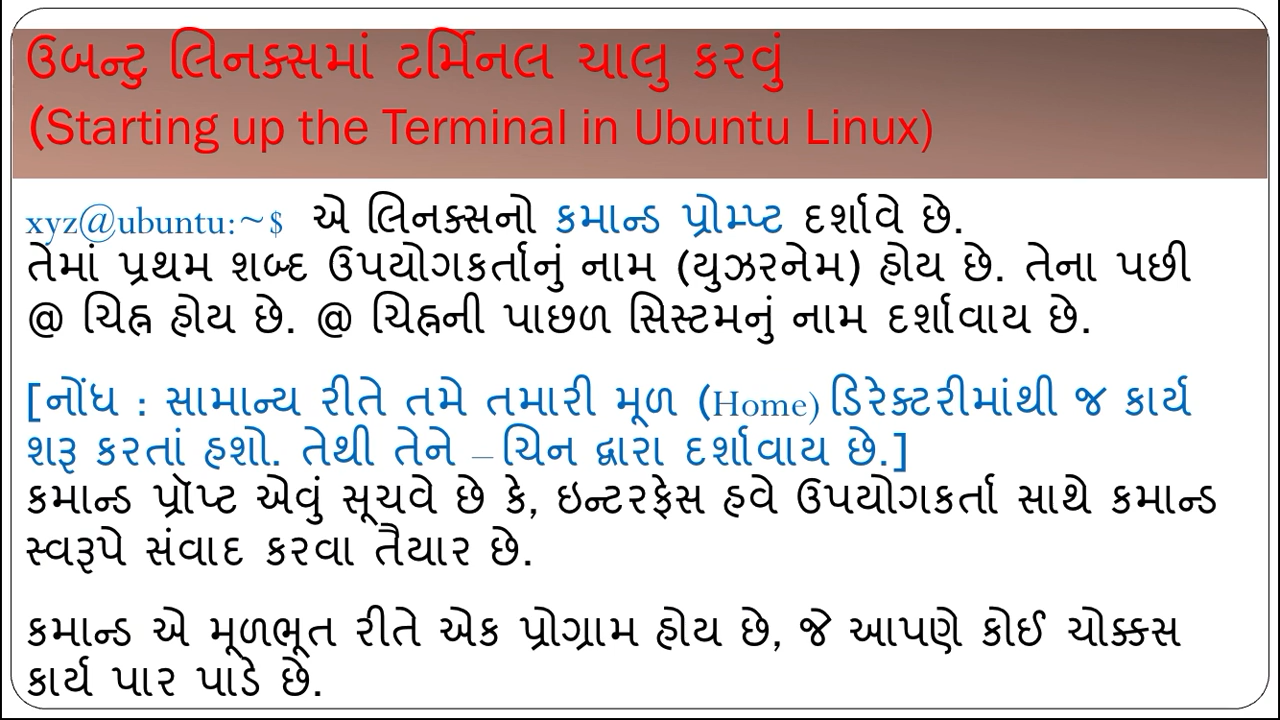 ઉબન્ટુ લિનક્સમાં ટર્મિનલ ચાલુ કરવું
(Starting up the Terminal in Ubuntu Linux)
xyz@ubuntu:~$ એ લિનક્સનો કમાન્ડ પ્રોમ્પ્ટ દર્શાવે છે.
તેમાં પ્રથમ શબ્દ ઉપયોગકર્તાનું નામ (યુઝરનેમ) હોય છે. તેના પછી
@ ચિહ્ન હોય છે. @ ચિહ્નની પાછળ સિસ્ટમનું નામ દર્શાવાય છે.
[નોંધ : સામાન્ય રીતે તમે તમારી મૂળ (Home) ડિરેક્ટરીમાંથી જ કાર્ય
શરૂ કરતાં હશો. તેથી તેને – ચિન દ્વારા દર્શાવાય છે.]
કમાન્ડ પ્રૉપ્ટ એવું સૂચવે છે કે, ઇન્ટરફેસ હવે ઉપયોગકર્તા સાથે કમાન્ડ
સ્વરૂપે સંવાદ કરવા તૈયાર છે.
કમાન્ડ એ મૂળભૂત રીતે એક પ્રોગ્રામ હોય છે, જે આપણે કોઈ ચોક્કસ
કાર્ય પાર પાડે છે.